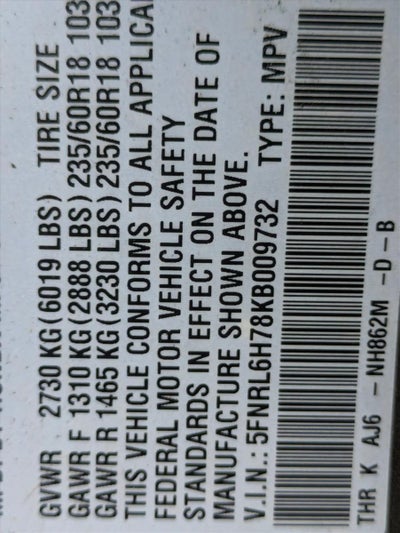 GVWR 2730 KG(6019 LBS) TIRE SIZE
GAWR F 1310 KG(2888 LBS)235/60R18 103
GAWR R 1465 KG(3230 LBS)235/60R18 103
THIS VEHICLE CONFORMS TO ALL APPLICA
FEDERAL MOTOR VEHICLE SAFETY
STANDARDS IN EFFECT ON THE DATE OF
MANUFACTURE SHOWN ABOVE.
V.I.N.: 5FNRL6H78KB009732 TYPE: MPV
THR K AJ6 - NH862M -D-B